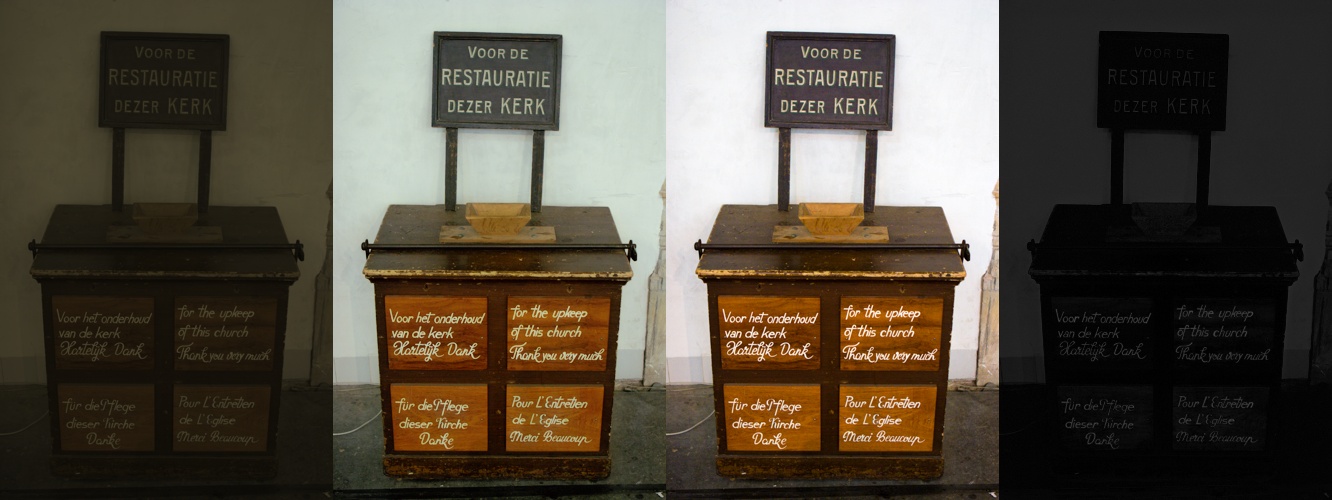 VOOR DE
RESTAURATIE
DEZER KERK
Voor het onderhoud
van de kerk
Hartelijk Dank
for the upkeep
of this church
Thank you very much
für die Pflege
dieser Kirche
Danke
Pour L'Entretien
de L'Eglise
Merci Beaucoup
VOOR DE
RESTAURATIE
DEZER KERK
Voor het onderhoud
van de kerk
Hartelijk Dank
for the upkeep
of this church
Thank you very much
für die Pflege
dieser Kirche
Danke
Pour L'Entretien
de L'Eglise
Merci Beaucoup
VOOR DE
RESTAURATIE
DEZER KERK
Voor het onderhoud
van de kerk
Hartelijk Dank
for the upkeep
of this church
Thank you very much
für die Pflege
dieser Kirche
Danke
Pour L'Entretien
de L'Eglise
Merci Beaucoup
VOOR DE
RESTAURATIE
DEZER KERK
Voor het onderhoud
van de kerk
Hartelijk Dank
for the upkeep
of this church
Thank you very much
für die Pflege
dieser Kirche
Danke
Pour L'Entretien
de L'Eglise
Merci Beaucoup